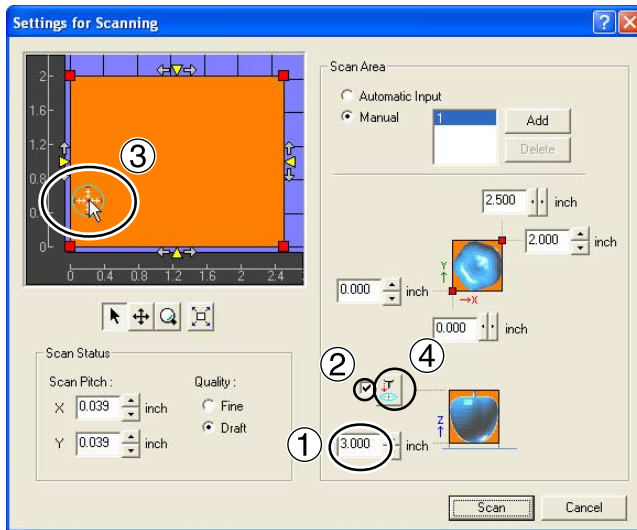 Settings for Scanning
Scan Area
Automatic Input
Manual
1
Add
Delete
2-
1.6-
1.2-
0.8
0.
0-
0 0.4 0.8 1.2 1.6 2 2.4
③
2.500 inch
2.000 inch
Y
→X
0.000 inch
0.000 inch
Scan Status
Scan Pitch :
X 0.039 inch
Y 0.039 inch
Quality :
Fine
Draft
② ④
① 3.000 inch
Z
Scan
Cancel